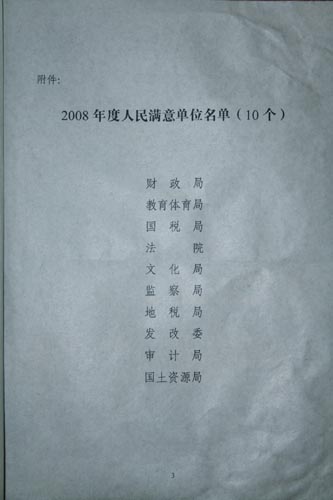 附件：
2008 年度人民满意单位名单（10 个）
财政局
教育体育局
国税局
法院
文化局
监察局
地税局
发改委
审计局
国土资源局
3